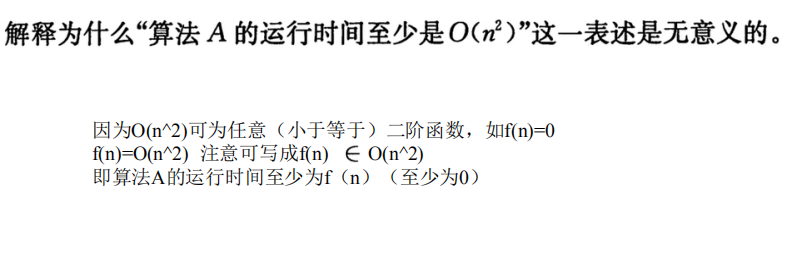 解释为什么“算法 A 的运行时间至少是O(n²)”这一表述是无意义的。
因为O(n^2)可为任意（小于等于）二阶函数，如f(n)=0
f(n)=O(n^2) 注意可写成f(n) ∈ O(n^2)
即算法A的运行时间至少为f（n）（至少为0）